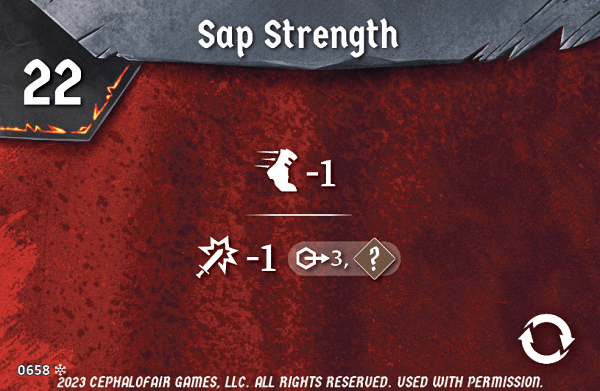 Sap Strength
22
-1
-1 3, ?
0658
2023 CEPHALOFAIR GAMES, LLC. ALL RIGHTS RESERVED. USED WITH PERMISSION.